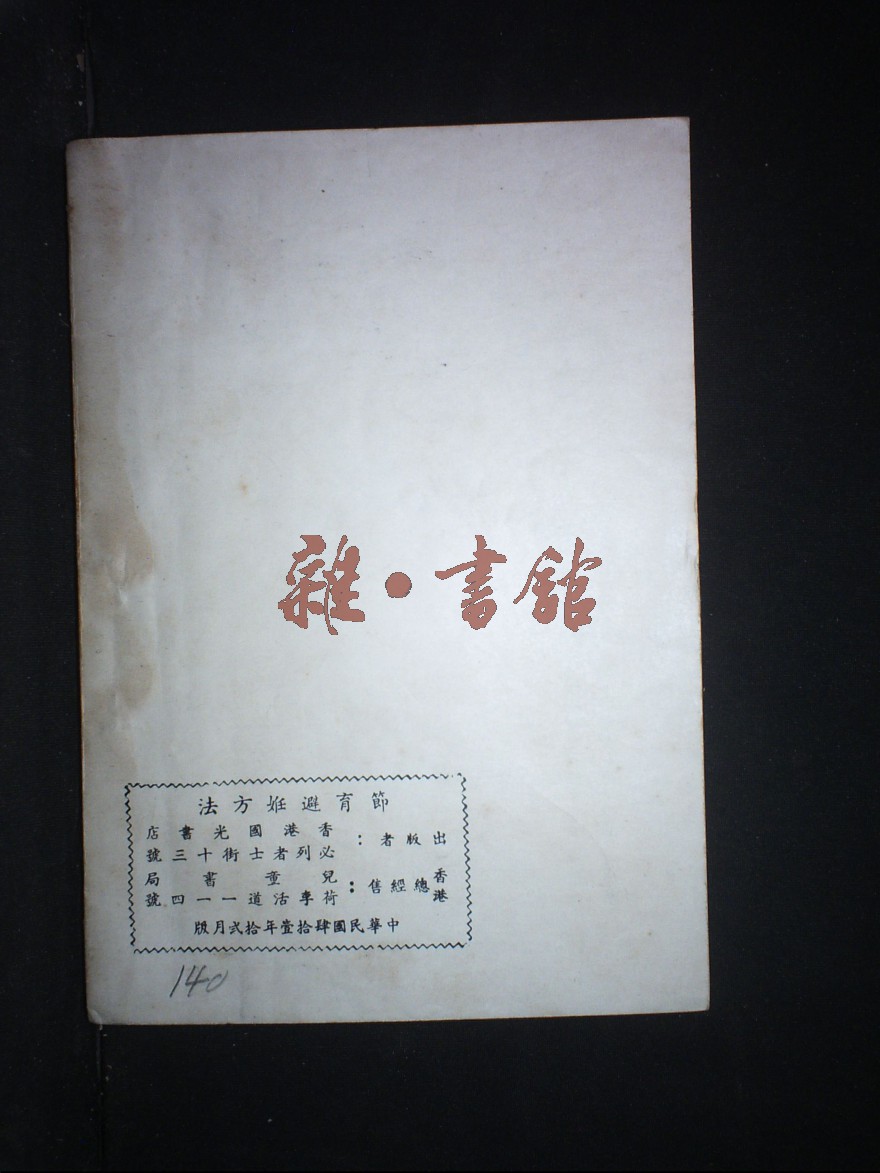 雜·書館
節育避妊方法
出版者：香港國光書店
必列者士街十三號
香港總經售：兒童書局
荷李活道一一四號
中華民國肆拾壹年拾弍月版
140